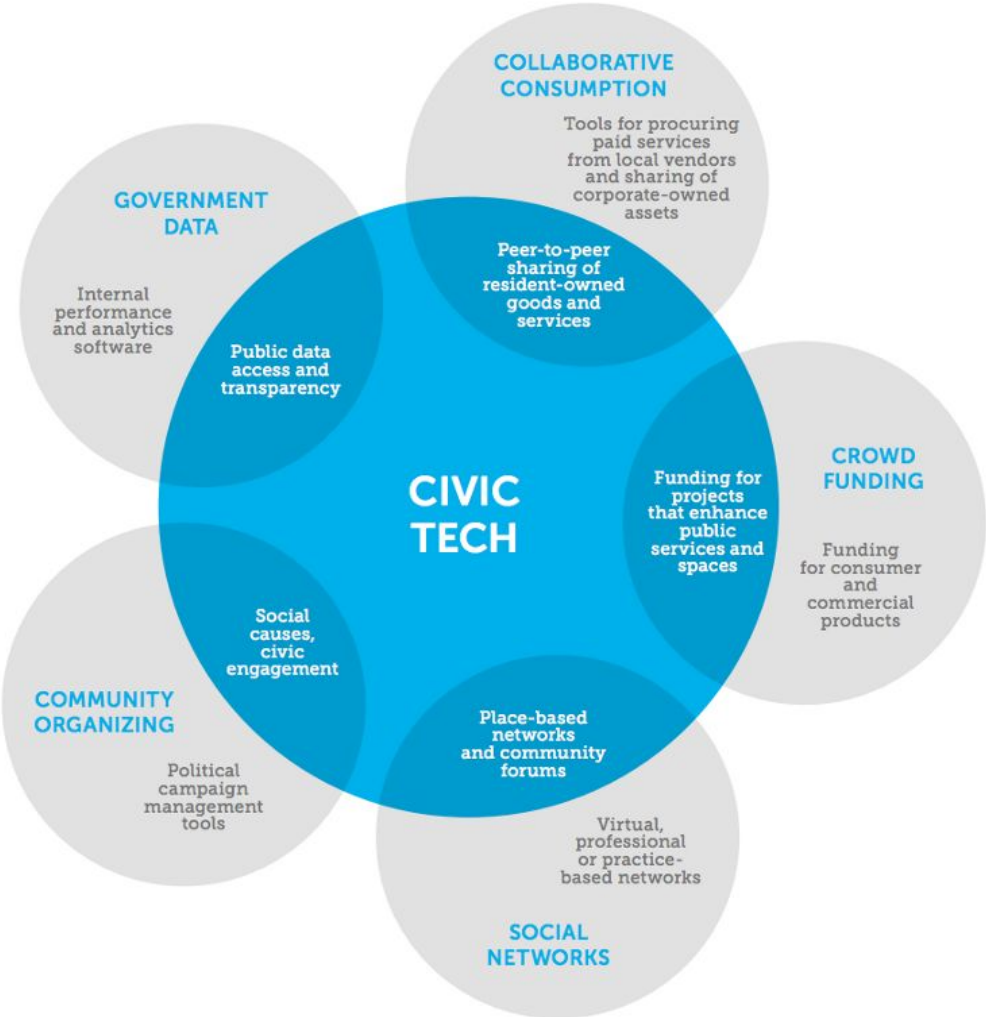 COLLABORATIVE
CONSUMPTION
Tools for procuring
paid services
from local vendors
and sharing of
corporate-owned
assets
Peer-to-peer
sharing of
resident-owned
goods and
services
GOVERNMENT
DATA
Internal
performance
and analytics
software
Public data
access and
transparency
CIVIC
TECH
CROWD
FUNDING
Funding for
projects
that enhance
public
services and
spaces
Funding
for consumer
and
commercial
products
Social
causes,
civic
engagement
COMMUNITY
ORGANIZING
Political
campaign
management
tools
Place-based
networks
and community
forums
Virtual,
professional
or practice-
based networks
SOCIAL
NETWORKS